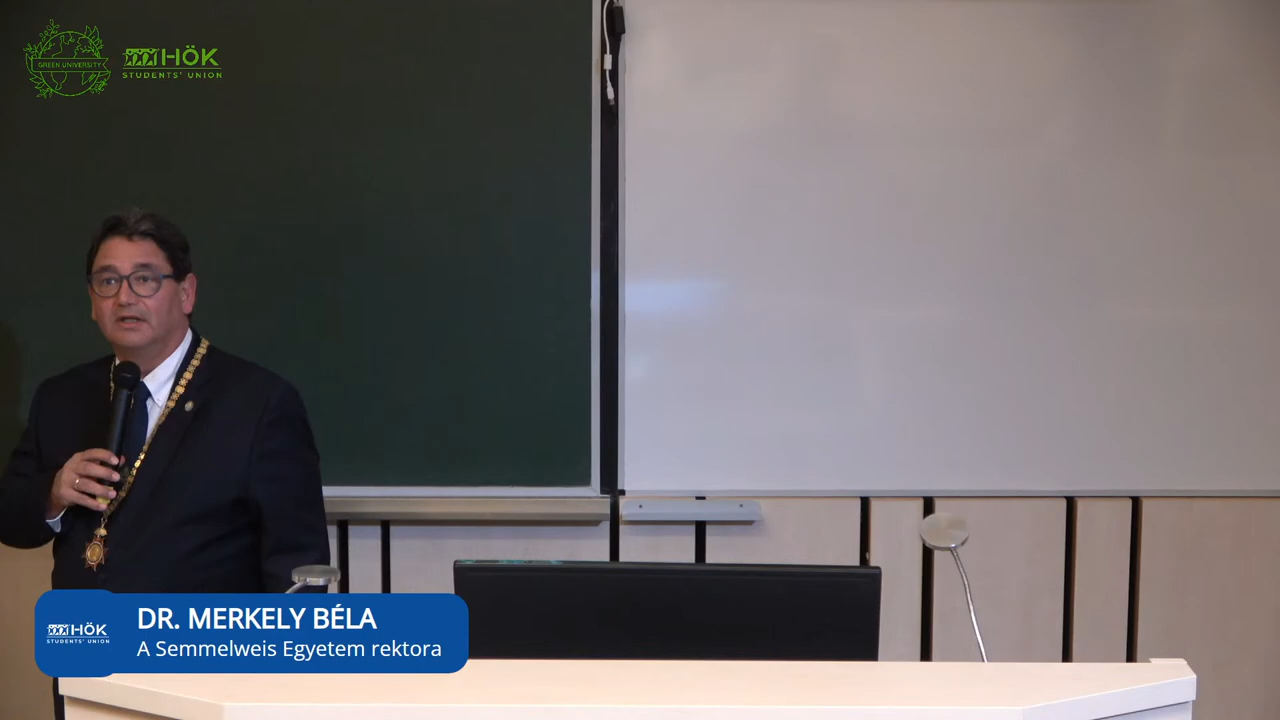 GREEN UNIVERSITY
HÖK
STUDENTS' UNION
HÖK
STUDENTS' UNION
DR. MERKELY BÉLA
A Semmelweis Egyetem rektora